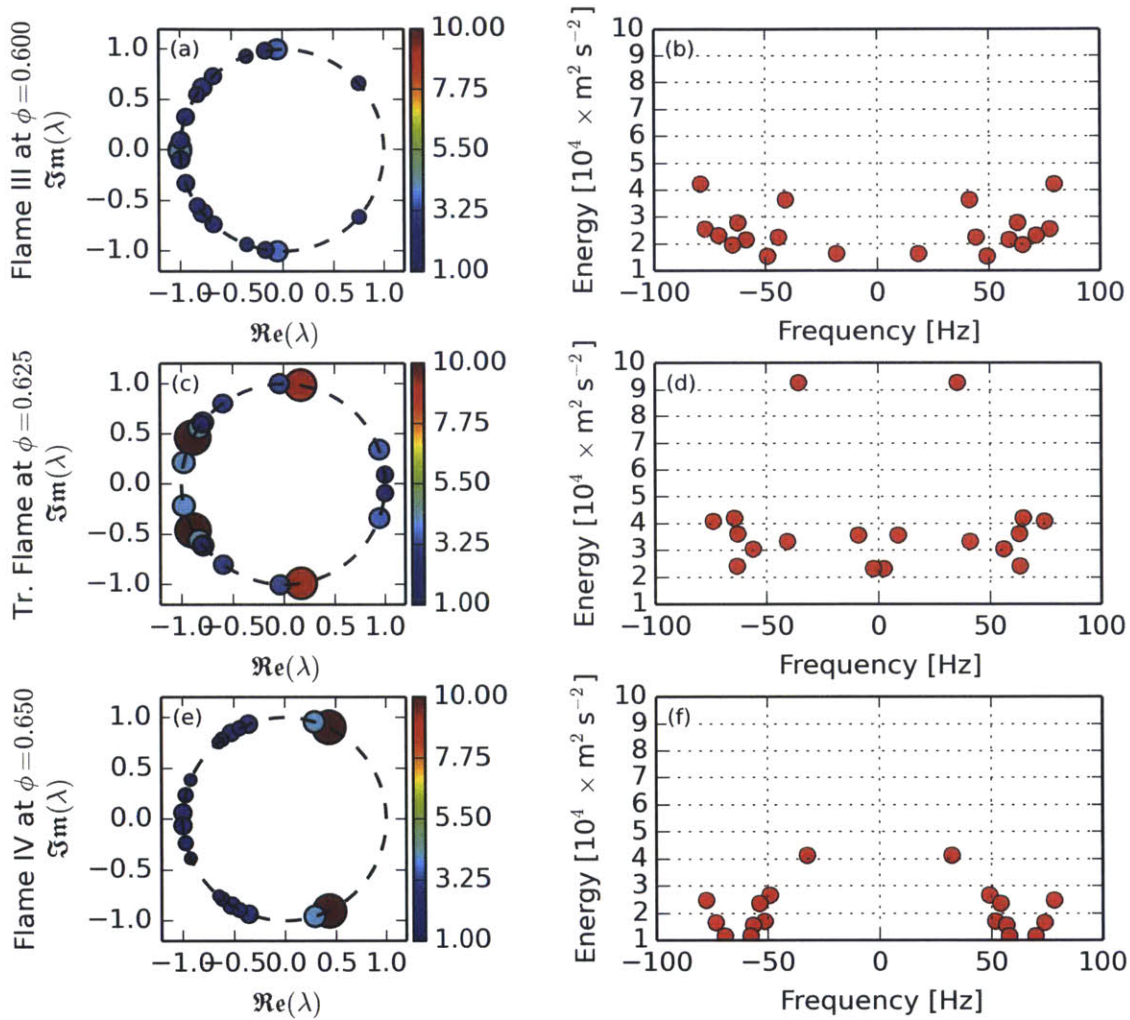 Flame III at ϕ=0.600
ℑm(λ)
(a)
1.0
0.5
0.0
−0.5
−1.0
−1.0−0.50.0 0.5 1.0
ℜe(λ)
10.00
7.75
5.50
3.25
1.00
(b)
Energy [10⁴ × m² s⁻²]
10
9
8
7
6
5
4
3
2
1
−100 −50 0 50 100
Frequency [Hz]
Tr. Flame at ϕ=0.625
ℑm(λ)
(c)
1.0
0.5
0.0
−0.5
−1.0
−1.0−0.50.0 0.5 1.0
ℜe(λ)
10.00
7.75
5.50
3.25
1.00
(d)
Energy [10⁴ × m² s⁻²]
10
9
8
7
6
5
4
3
2
1
−100 −50 0 50 100
Frequency [Hz]
Flame IV at ϕ=0.650
ℑm(λ)
(e)
1.0
0.5
0.0
−0.5
−1.0
−1.0−0.50.0 0.5 1.0
ℜe(λ)
10.00
7.75
5.50
3.25
1.00
(f)
Energy [10⁴ × m² s⁻²]
10
9
8
7
6
5
4
3
2
1
−100 −50 0 50 100
Frequency [Hz]